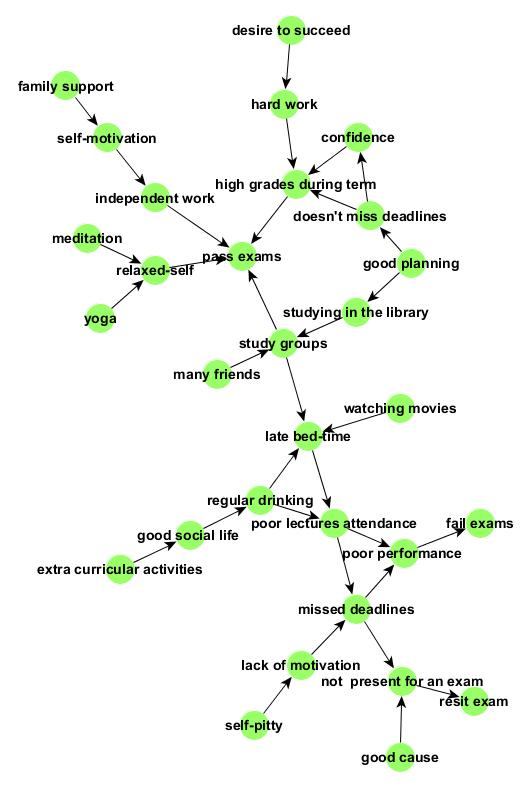 desire to succeed
family support
hard work
self-motivation
confidence
high grades during term
independent work
doesn't miss deadlines
meditation
pass exams
good planning
relaxed-self
yoga
studying in the library
study groups
many friends
watching movies
late bed-time
regular drinking
poor lectures attendance
fail exams
good social life
poor performance
extra curricular activities
missed deadlines
lack of motivation
not  present for an exam
resit exam
self-pitty
good cause